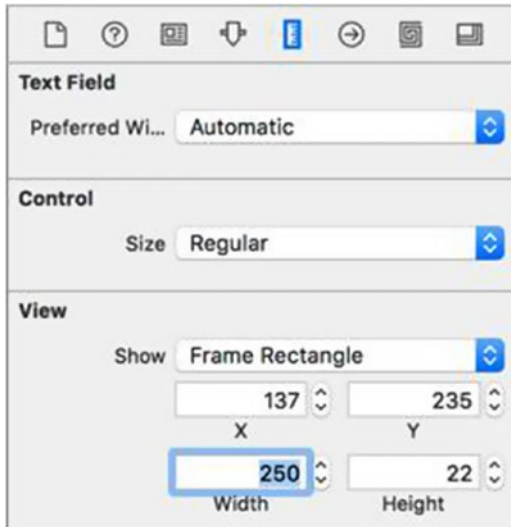 Text Field
Preferred Wi... Automatic
Control
Size Regular
View
Show Frame Rectangle
137 235
X Y
250 22
Width Height